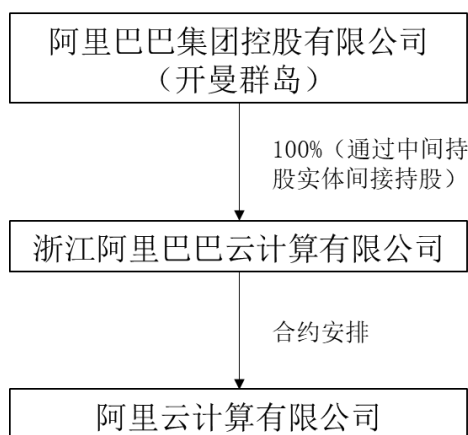 阿里巴巴集团控股有限公司
（开曼群岛）
100%（通过中间持
股实体间接持股）
浙江阿里巴巴云计算有限公司
合约安排
阿里云计算有限公司